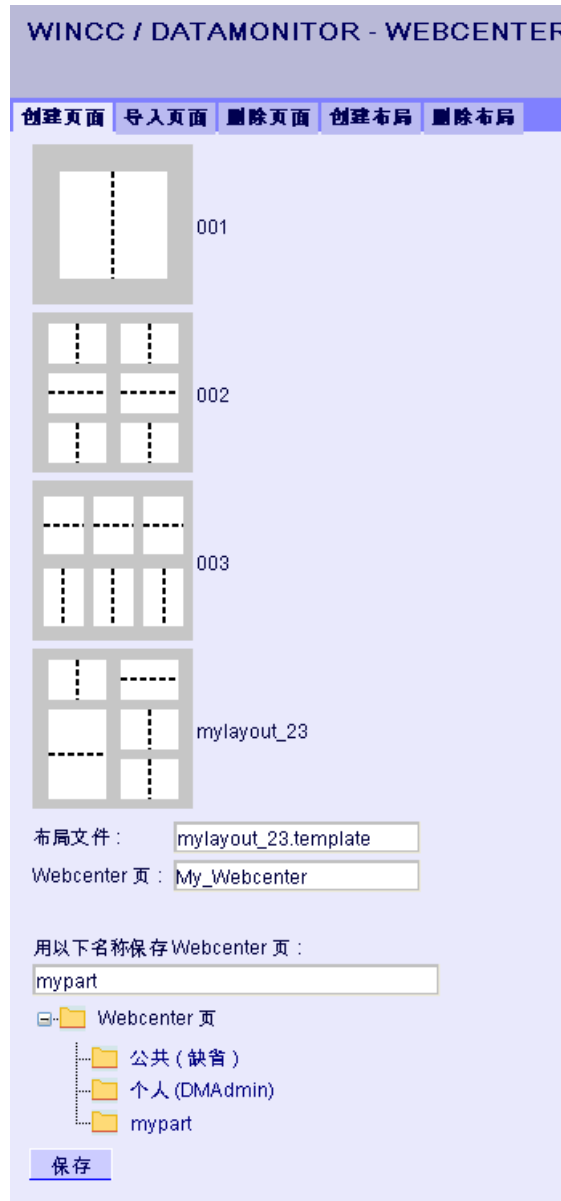 WINCC / DATAMONITOR - WEBCENTER
创建页面 导入页面 删除页面 创建布局 删除布局
001
002
003
mylayout_23
布局文件 : mylayout_23.template
Webcenter 页 : My_Webcenter
用以下名称保存 Webcenter 页 :
mypart
Webcenter 页
公共 ( 缺省 )
个人 (DMAdmin)
mypart
保存